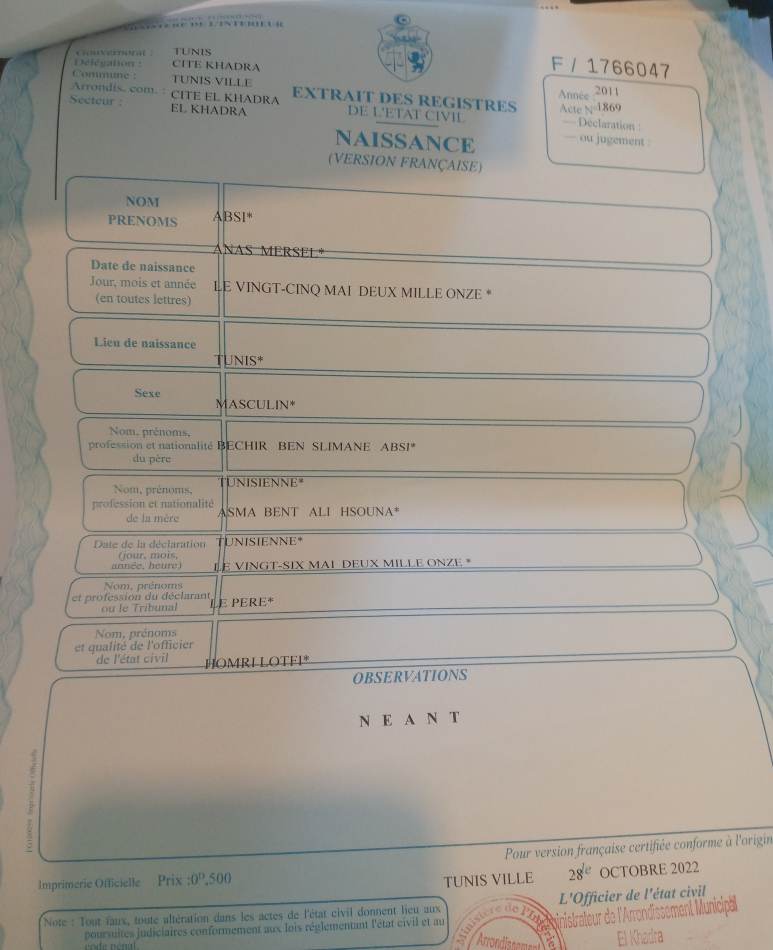 MINISTERE DE L'INTERIEUR
Gouvernorat : TUNIS
Délégation : CITE KHADRA
Commune : TUNIS VILLE
Arrondis. com. : CITE EL KHADRA
Secteur : EL KHADRA
EXTRAIT DES REGISTRES
DE L'ETAT CIVIL
NAISSANCE
(VERSION FRANÇAISE)
F / 1766047
Année : 2011
Acte N° 1869
— Déclaration :
— ou jugement :
NOM
PRENOMS
ABSI*
ANAS MERSEL*
Date de naissance
Jour, mois et année
(en toutes lettres)
LE VINGT-CINQ MAI DEUX MILLE ONZE *
Lieu de naissance
TUNIS*
Sexe
MASCULIN*
Nom, prénoms,
profession et nationalité
du père
BECHIR BEN SLIMANE ABSI*
TUNISIENNE*
Nom, prénoms,
profession et nationalité
de la mère
ASMA BENT ALI HSOUNA*
TUNISIENNE*
Date de la déclaration
(jour, mois,
année, heure)
LE VINGT-SIX MAI DEUX MILLE ONZE *
Nom, prénoms
et profession du déclarant
ou le Tribunal
LE PERE*
Nom, prénoms
et qualité de l'officier
de l'état civil
HOMRI LOTFI*
OBSERVATIONS
N E A N T
Pour version française certifiée conforme à l'origin
Imprimerie Officielle Prix :0ᴰ,500
TUNIS VILLE 28 le OCTOBRE 2022
L'Officier de l'état civil
Note : Tout faux, toute altération dans les actes de l'état civil donnent lieu aux
poursuites judiciaires conformement aux lois réglementant l'état civil et au
code pénal.
Ministère de l'Intérie
Arrondissement
ministrateur de l'Arrondissement Municipal
El Khadra